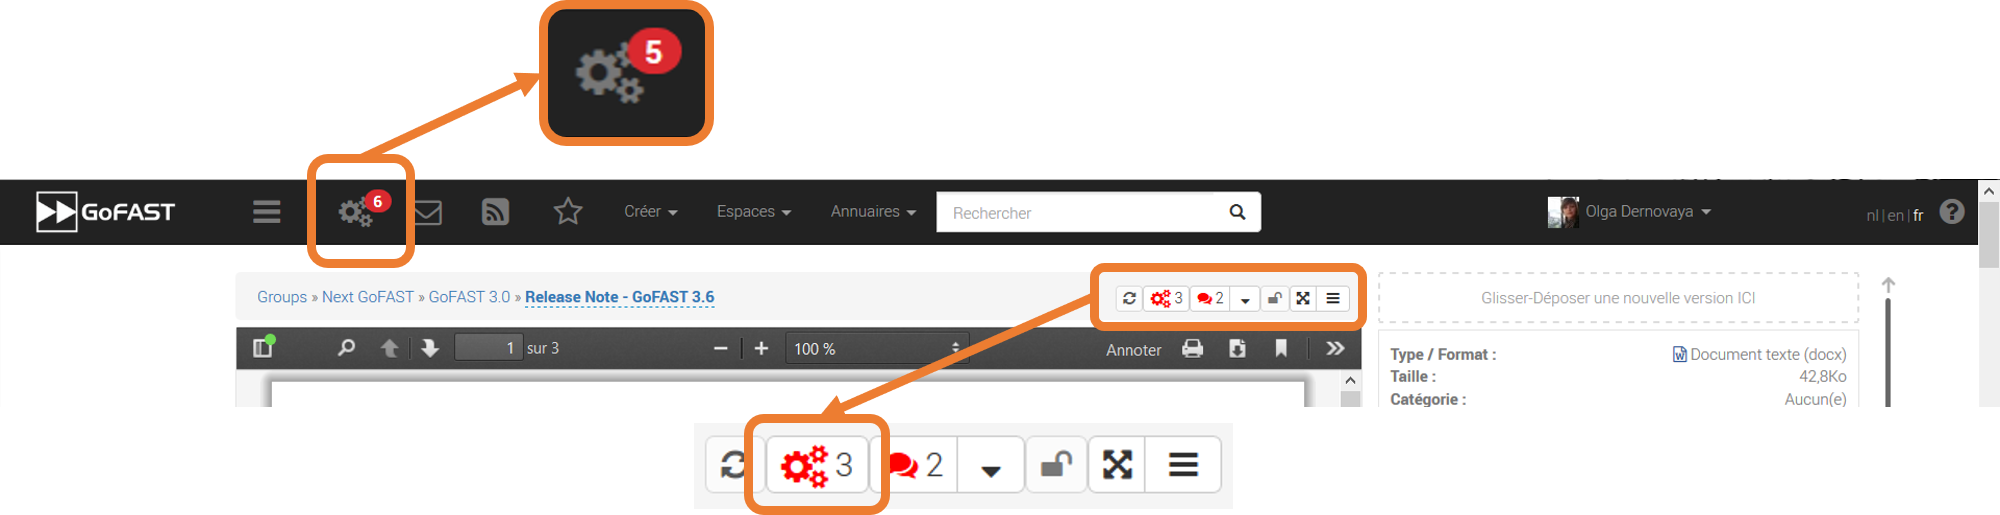 5
GoFAST
6
Créer
Espaces
Annuaires
Rechercher
Olga Dernovaya
nl | en | fr
?
Groups » Next GoFAST » GoFAST 3.0 » Release Note - GoFAST 3.6
3
2
Glisser-Déposer une nouvelle version ICI
1 sur 3
100 %
Annoter
Type / Format : Document texte (docx)
Taille : 42,8Ko
Catégorie : Aucun(e)
3
2